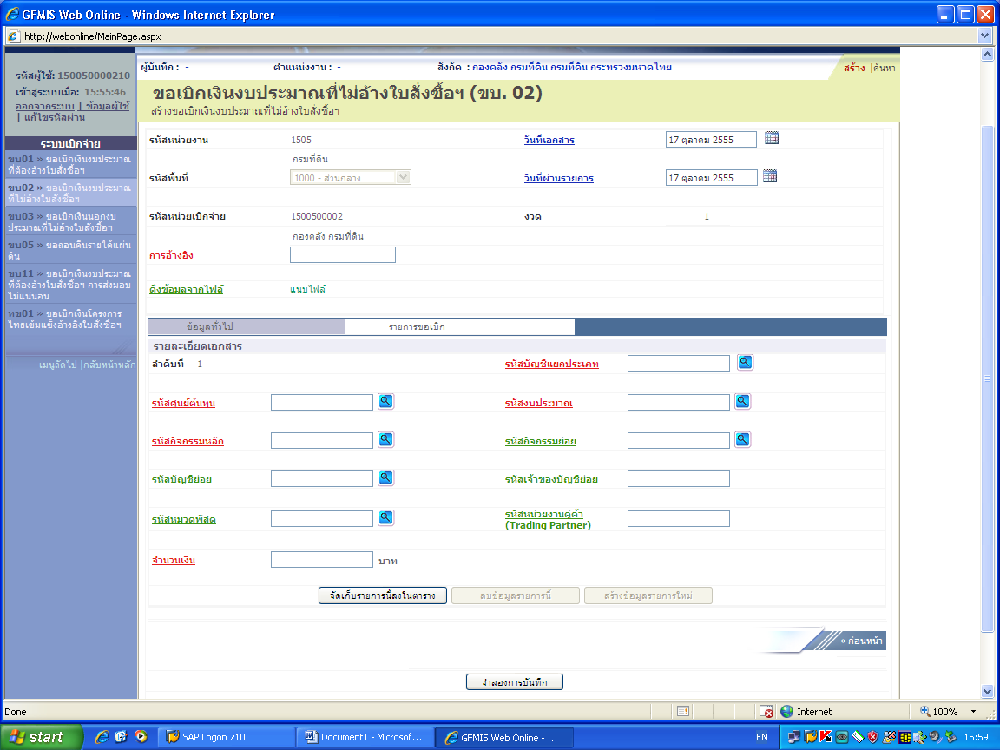 GFMIS Web Online - Windows Internet Explorer
http://webonline/MainPage.aspx
รหัสผู้ใช้: 150050000210
เข้าสู่ระบบเมื่อ: 15:55:46
ออกจากระบบ | ข้อมูลผู้ใช้
| แก้ไขรหัสผ่าน
ระบบเบิกจ่าย
ขบ01 » ขอเบิกเงินงบประมาณ
ที่ต้องอ้างใบสั่งซื้อฯ
ขบ02 » ขอเบิกเงินงบประมาณ
ที่ไม่อ้างใบสั่งซื้อฯ
ขบ03 » ขอเบิกเงินนอกงบ
ประมาณที่ไม่อ้างใบสั่งซื้อฯ
ขบ05 » ขอถอนคืนรายได้แผ่น
ดิน
ขบ11 » ขอเบิกเงินงบประมาณ
ที่ต้องอ้างใบสั่งซื้อฯ การส่งมอบ
ไม่แน่นอน
ทข01 » ขอเบิกเงินโครงการ
ไทยเข้มแข็งอ้างอิงใบสั่งซื้อฯ
เมนูถัดไป |กลับหน้าหลัก
ผู้บันทึก : - ตำแหน่งงาน : - สังกัด : กองคลัง กรมที่ดิน กรมที่ดิน กระทรวงมหาดไทย
สร้าง |ค้นหา
ขอเบิกเงินงบประมาณที่ไม่อ้างใบสั่งซื้อฯ (ขบ. 02)
สร้างขอเบิกเงินงบประมาณที่ไม่อ้างใบสั่งซื้อฯ
รหัสหน่วยงาน 1505 วันที่เอกสาร 17 ตุลาคม 2555
กรมที่ดิน
รหัสพื้นที่ 1000 - ส่วนกลาง วันที่ผ่านรายการ 17 ตุลาคม 2555
รหัสหน่วยเบิกจ่าย 1500500002 งวด 1
กองคลัง กรมที่ดิน
การอ้างอิง
ดึงข้อมูลจากไฟล์ แนบไฟล์
ข้อมูลทั่วไป รายการขอเบิก
รายละเอียดเอกสาร
ลำดับที่ 1 รหัสบัญชีแยกประเภท
รหัสศูนย์ต้นทุน รหัสงบประมาณ
รหัสกิจกรรมหลัก รหัสกิจกรรมย่อย
รหัสบัญชีย่อย รหัสเจ้าของบัญชีย่อย
รหัสหมวดพัสดุ รหัสหน่วยงานคู่ค้า
(Trading Partner)
จำนวนเงิน บาท
จัดเก็บรายการนี้ลงในตาราง ลบข้อมูลรายการนี้ สร้างข้อมูลรายการใหม่
« ก่อนหน้า
จำลองการบันทึก
Done Internet 100%
start SAP Logon 710 Document1 - Microsof... GFMIS Web Online - ... EN 15:59